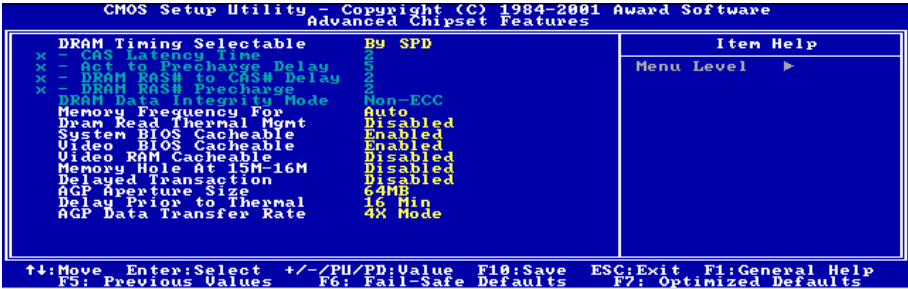 CMOS Setup Utility - Copyright (C) 1984-2001 Award Software
Advanced Chipset Features
DRAM Timing Selectable By SPD
x - CAS Latency Time 2
x - Act to Precharge Delay 5
x - DRAM RAS# to CAS# Delay 2
x - DRAM RAS# Precharge 2
DRAM Data Integrity Mode Non-ECC
Memory Frequency For Auto
Dram Read Thermal Mgmt Disabled
System BIOS Cacheable Enabled
Video BIOS Cacheable Enabled
Video RAM Cacheable Disabled
Memory Hole At 15M-16M Disabled
Delayed Transaction Disabled
AGP Aperture Size 64MB
Delay Prior to Thermal 16 Min
AGP Data Transfer Rate 4X Mode
Item Help
Menu Level ►
↑↓:Move Enter:Select +/-/PU/PD:Value F10:Save ESC:Exit F1:General Help
F5: Previous Values F6: Fail-Safe Defaults F7: Optimized Defaults